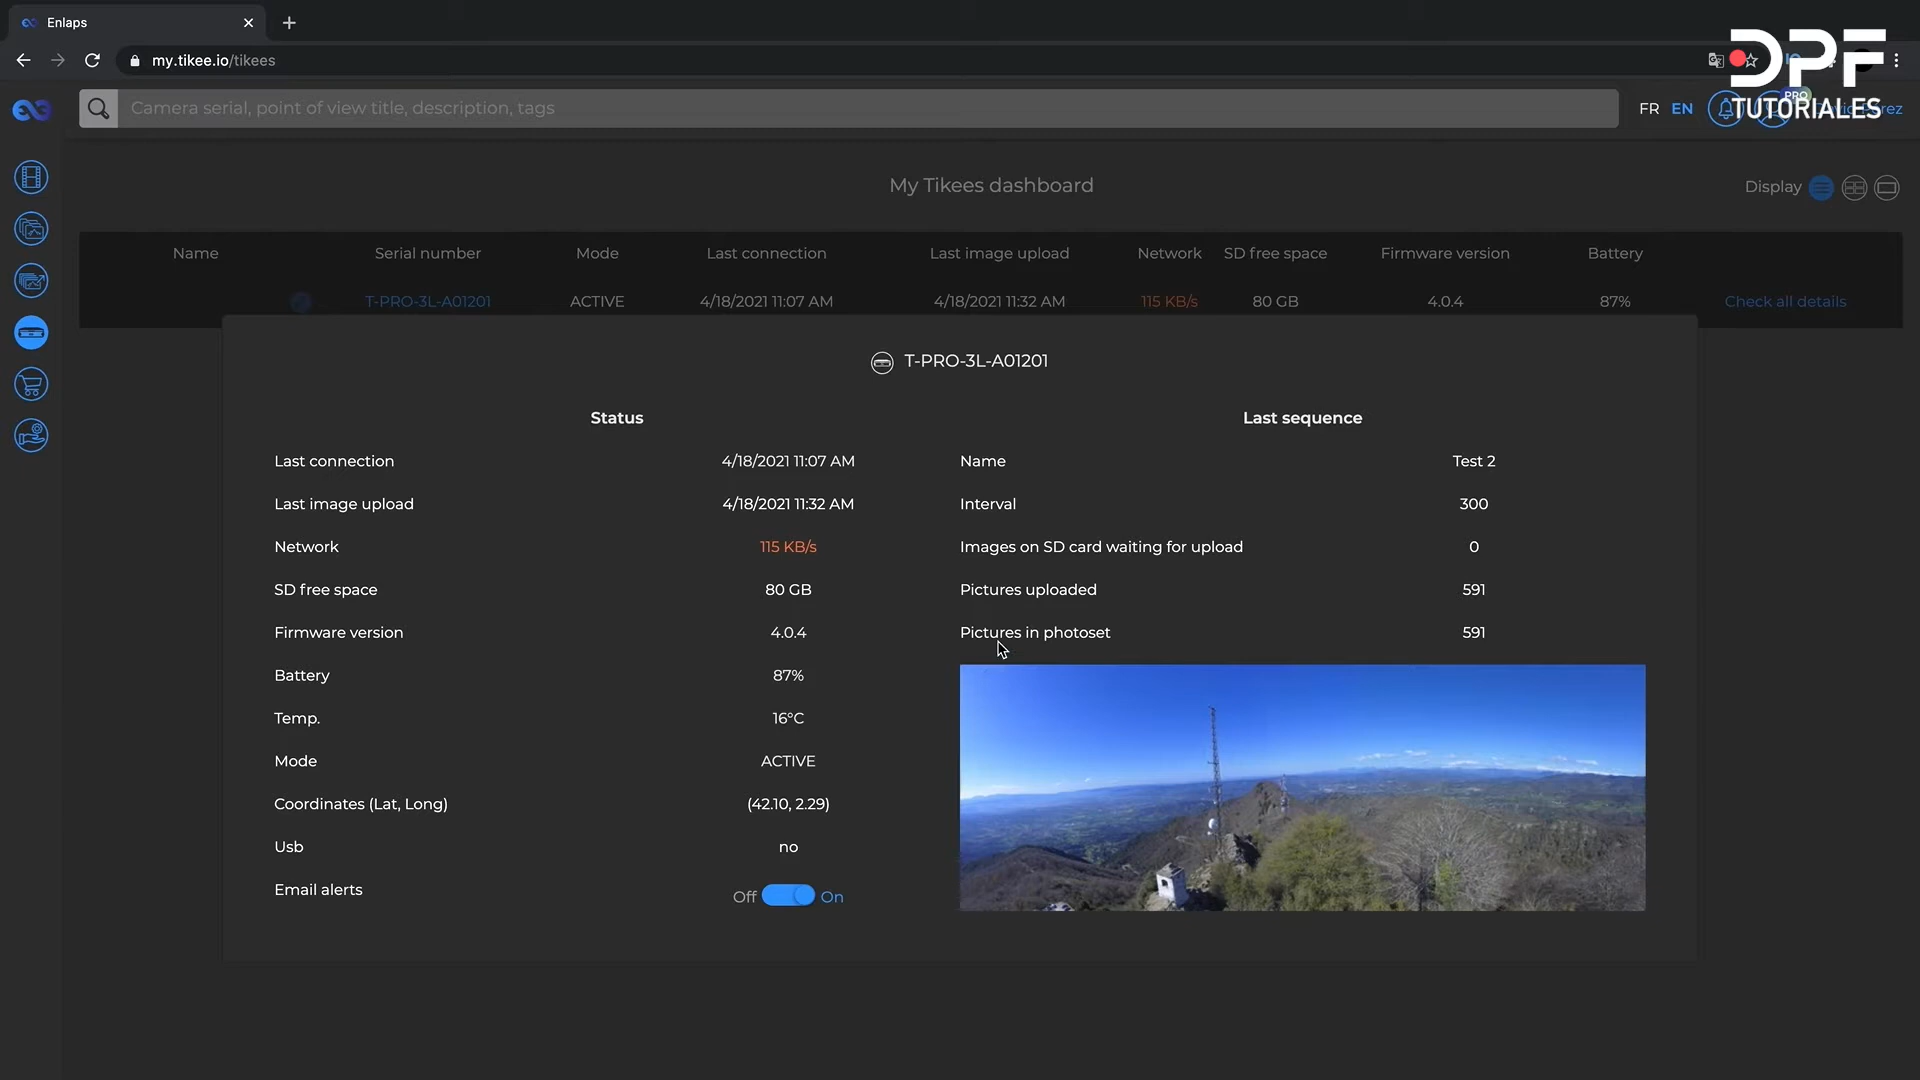 Enlaps
my.tikee.io/tikees
DPF
TUTORIALES
Camera serial, point of view title, description, tags
FR EN
PRO
My Tikees dashboard
Display
Name Serial number Mode Last connection Last image upload Network SD free space Firmware version Battery
T-PRO-3L-A01201 ACTIVE 4/18/2021 11:07 AM 4/18/2021 11:32 AM 115 KB/s 80 GB 4.0.4 87% Check all details
T-PRO-3L-A01201
Status
Last connection 4/18/2021 11:07 AM
Last image upload 4/18/2021 11:32 AM
Network 115 KB/s
SD free space 80 GB
Firmware version 4.0.4
Battery 87%
Temp. 16°C
Mode ACTIVE
Coordinates (Lat, Long) (42.10, 2.29)
Usb no
Email alerts Off On
Last sequence
Name Test 2
Interval 300
Images on SD card waiting for upload 0
Pictures uploaded 591
Pictures in photoset 591